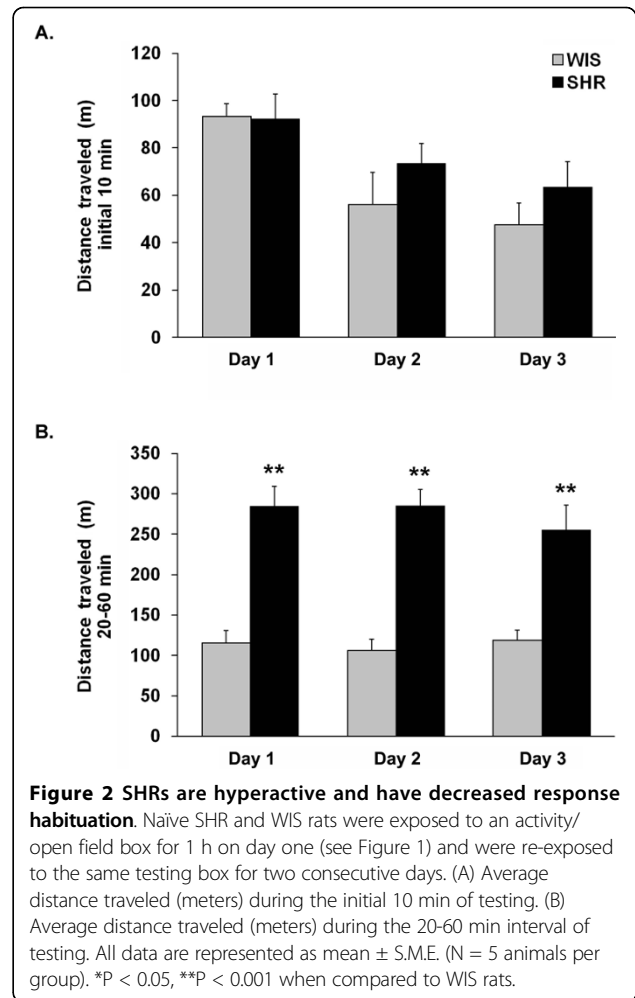 A.
WIS
SHR
Distance traveled (m)
initial 10 min
120
100
80
60
40
20
0
Day 1 Day 2 Day 3
B.
Distance traveled (m)
20-60 min
350
300
250
200
150
100
50
0
** ** **
Day 1 Day 2 Day 3
Figure 2 SHRs are hyperactive and have decreased response
habituation. Naïve SHR and WIS rats were exposed to an activity/
open field box for 1 h on day one (see Figure 1) and were re-exposed
to the same testing box for two consecutive days. (A) Average
distance traveled (meters) during the initial 10 min of testing. (B)
Average distance traveled (meters) during the 20-60 min interval of
testing. All data are represented as mean ± S.M.E. (N = 5 animals per
group). *P < 0.05, **P < 0.001 when compared to WIS rats.